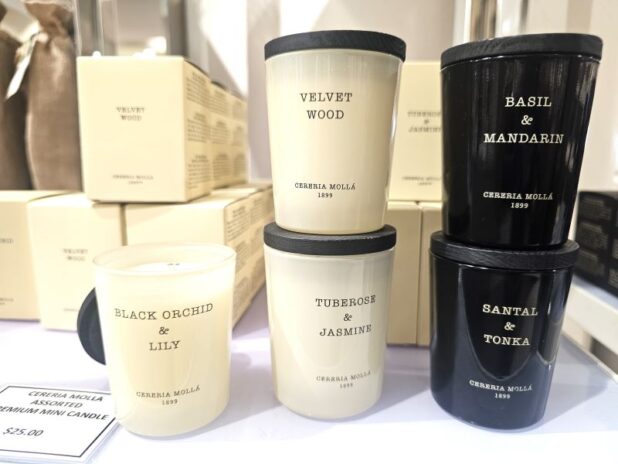 VELVET
WOOD
CERERIA MOLLÁ
1899
BASIL
&
MANDARIN
CERERIA MOLLÁ
1899
BLACK ORCHID
&
LILY
CERERIA MOLLÁ
1899
TUBEROSE
&
JASMINE
CERERIA MOLLÁ
1899
SANTAL
&
TONKA
CERERIA MOLLÁ
1899
CERERIA MOLLA
ASSORTED
PREMIUM MINI CANDLE
$25.00
VELVET
WOOD
CERERIA MOLLÁ
1899
TUBEROSE
&
JASMINE
VELVET
WOOD